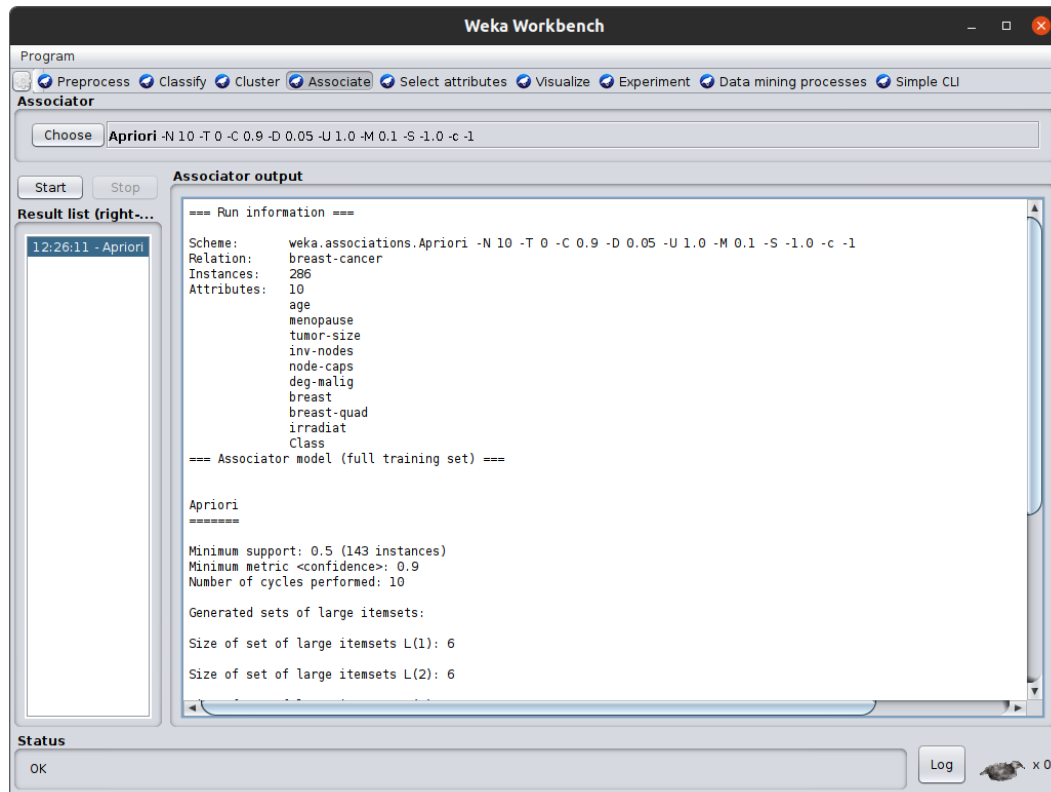 Weka Workbench
Program
Preprocess Classify Cluster Associate Select attributes Visualize Experiment Data mining processes Simple CLI
Associator
Choose Apriori -N 10 -T 0 -C 0.9 -D 0.05 -U 1.0 -M 0.1 -S -1.0 -c -1
Start Stop
Result list (right-...
12:26:11 - Apriori
Associator output
=== Run information ===
Scheme: weka.associations.Apriori -N 10 -T 0 -C 0.9 -D 0.05 -U 1.0 -M 0.1 -S -1.0 -c -1
Relation: breast-cancer
Instances: 286
Attributes: 10
age
menopause
tumor-size
inv-nodes
node-caps
deg-malig
breast
breast-quad
irradiat
Class
=== Associator model (full training set) ===
Apriori
=======
Minimum support: 0.5 (143 instances)
Minimum metric <confidence>: 0.9
Number of cycles performed: 10
Generated sets of large itemsets:
Size of set of large itemsets L(1): 6
Size of set of large itemsets L(2): 6
Status
OK
Log
x 0